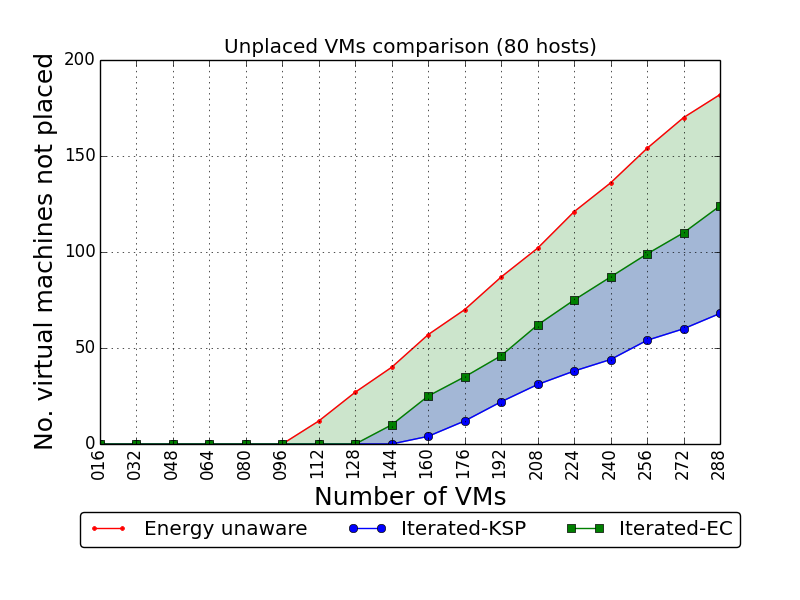 Unplaced VMs comparison (80 hosts)
No. virtual machines not placed
200
150
100
50
0
016 032 048 064 080 096 112 128 144 160 176 192 208 224 240 256 272 288
Number of VMs
Energy unaware Iterated-KSP Iterated-EC